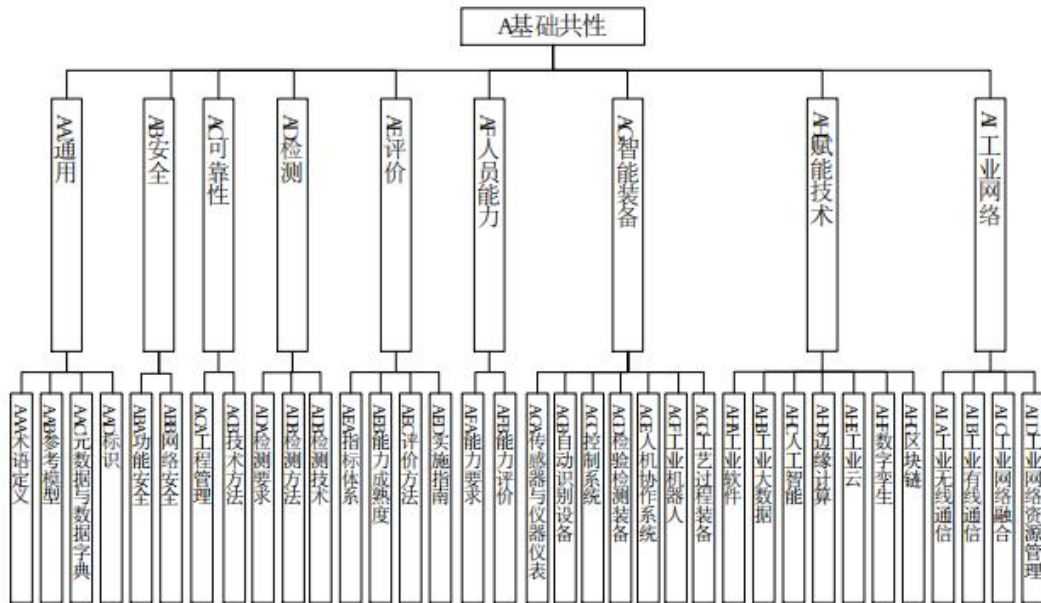 A基础共性
AA通用
AB安全
AC可靠性
AD检测
AE评价
AF人员能力
AG智能装备
AH赋能技术
AI工业网络
AAA术语定义
AAB参考模型
AAC元数据与数据字典
AAD标识
ABA功能安全
ABB网络安全
ACA工程管理
ACB技术方法
ADA检测要求
ADB检测方法
ADB检测技术
AEA指标体系
AEB能力成熟度
AEC评价方法
AED实施指南
AFA能力要求
AFB能力评价
AGA传感器与仪器仪表
AGB自动识别设备
AGC控制系统
AGD检验检测装备
AGE人机协作系统
AGF工业机器人
AGG工艺过程装备
AHA工业软件
AHB工业大数据
AHC人工智能
AHD边缘计算
AHE工业云
AHF数字孪生
AHG区块链
AIA工业无线通信
AIB工业有线通信
AIC工业网络融合
AID工业网络资源管理